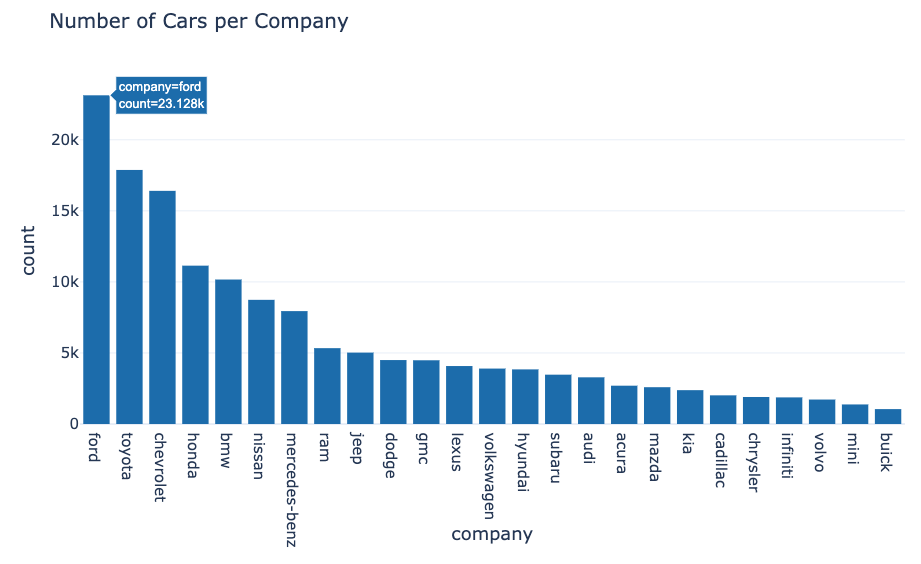 Number of Cars per Company
company=ford
count=23.128k
20k
15k
10k
5k
0
count
ford
toyota
chevrolet
honda
bmw
nissan
mercedes-benz
ram
jeep
dodge
gmc
lexus
volkswagen
hyundai
subaru
audi
acura
mazda
kia
cadillac
chrysler
infiniti
volvo
mini
buick
company